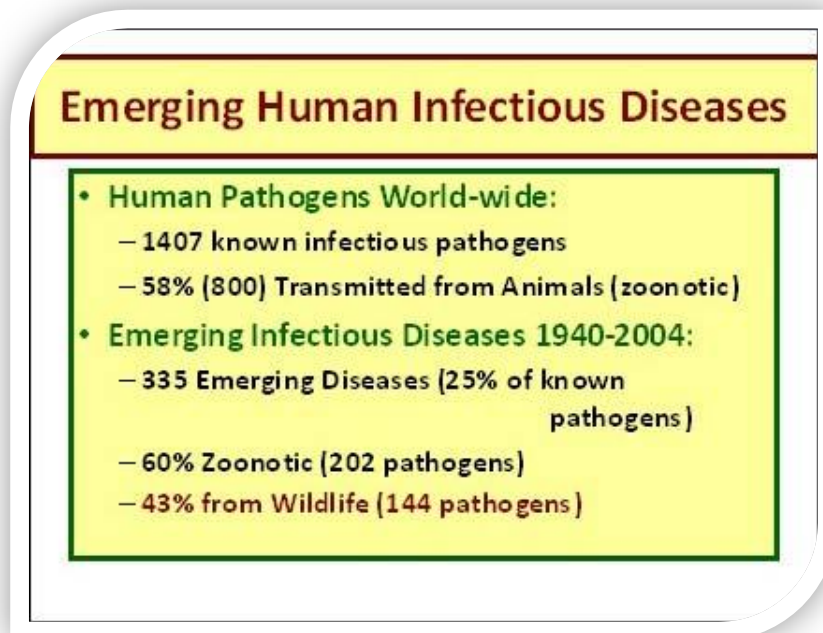 Emerging Human Infectious Diseases
• Human Pathogens World-wide:
– 1407 known infectious pathogens
– 58% (800) Transmitted from Animals (zoonotic)
• Emerging Infectious Diseases 1940-2004:
– 335 Emerging Diseases (25% of known
pathogens)
– 60% Zoonotic (202 pathogens)
– 43% from Wildlife (144 pathogens)